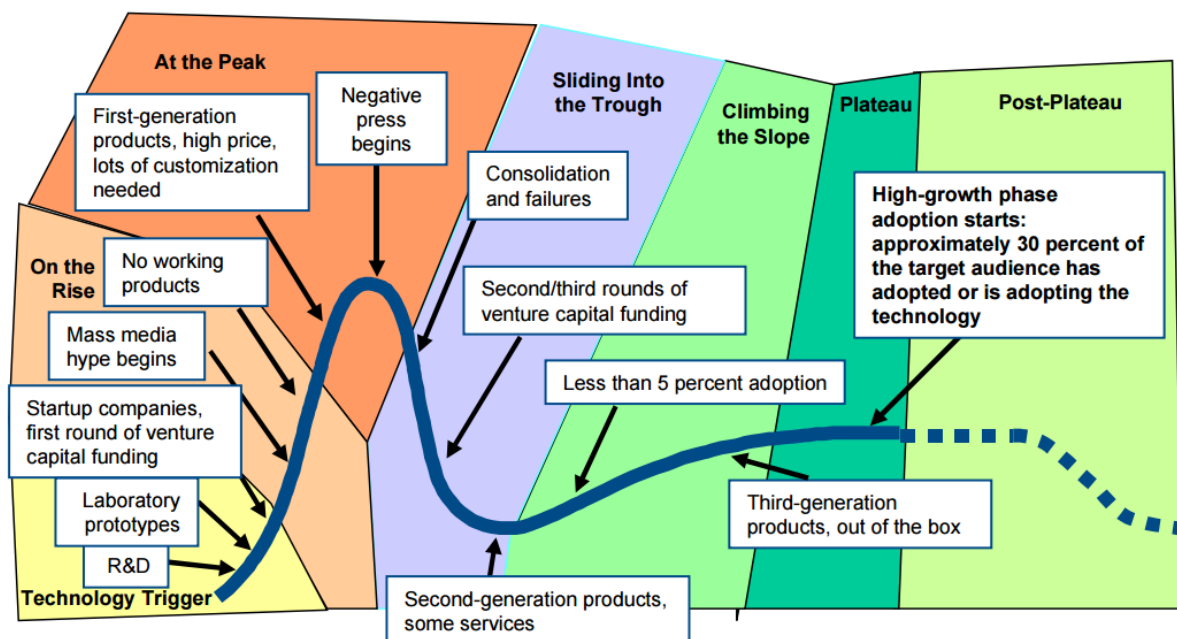 At the Peak
First-generation
products, high price,
lots of customization
needed
Negative
press
begins
Sliding Into
the Trough
Climbing
the Slope
Plateau
Post-Plateau
Consolidation
and failures
High-growth phase
adoption starts:
approximately 30 percent of
the target audience has
adopted or is adopting the
technology
On the
Rise
No working
products
Mass media
hype begins
Second/third rounds of
venture capital funding
Less than 5 percent adoption
Startup companies,
first round of venture
capital funding
Laboratory
prototypes
R&D
Technology Trigger
Third-generation
products, out of the box
Second-generation products,
some services